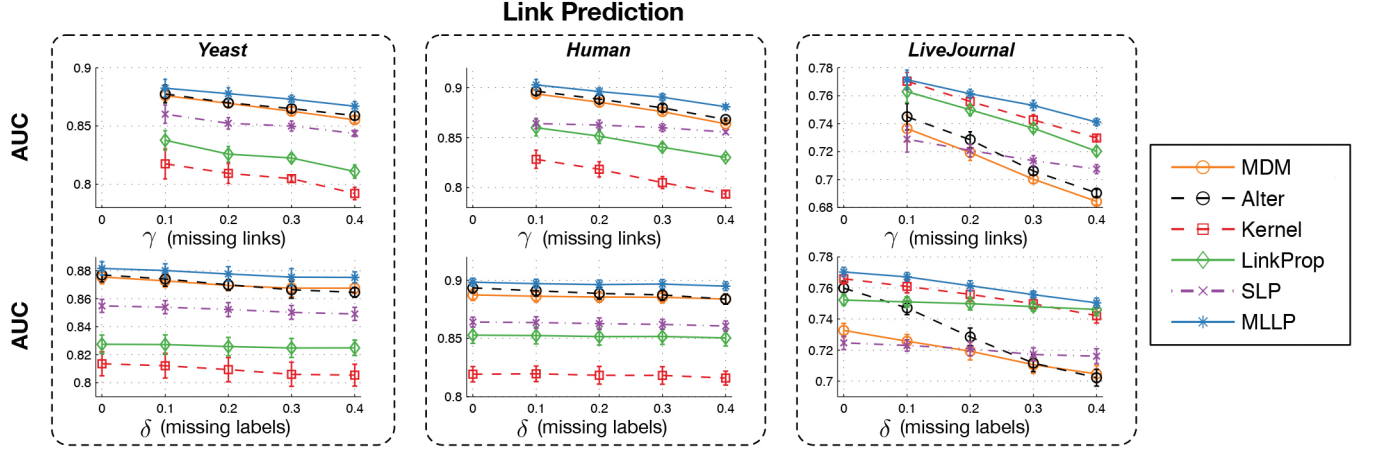 Link Prediction
Yeast
Human
LiveJournal
AUC
0.9
0.85
0.8
0 0.1 0.2 0.3 0.4
γ (missing links)
0.9
0.85
0.8
0 0.1 0.2 0.3 0.4
γ (missing links)
0.78
0.76
0.74
0.72
0.7
0.68
0 0.1 0.2 0.3 0.4
γ (missing links)
AUC
0.88
0.86
0.84
0.82
0.8
0 0.1 0.2 0.3 0.4
δ (missing labels)
0.9
0.85
0.8
0 0.1 0.2 0.3 0.4
δ (missing labels)
0.78
0.76
0.74
0.72
0.7
0 0.1 0.2 0.3 0.4
δ (missing labels)
MDM
Alter
Kernel
LinkProp
SLP
MLLP